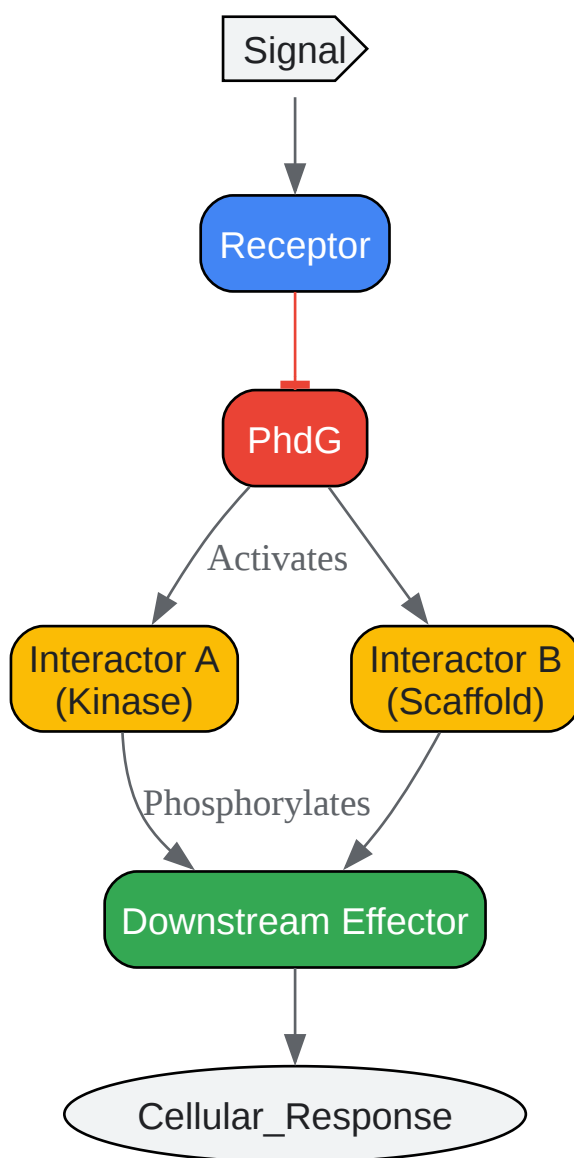 Signal
Receptor
PhdG
Activates
Interactor A
(Kinase)
Interactor B
(Scaffold)
Phosphorylates
Downstream Effector
Cellular_Response